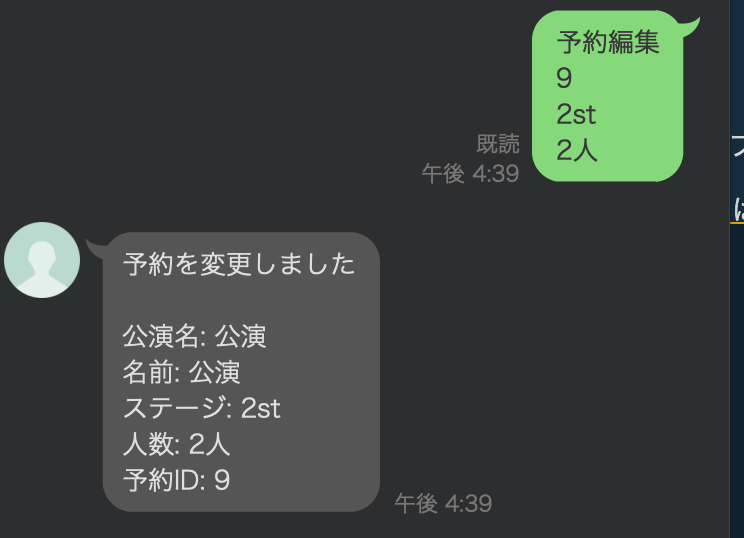 予約編集
9
2st
2人
既読
午後 4:39
予約を変更しました
公演名: 公演
名前: 公演
ステージ: 2st
人数: 2人
予約ID: 9
午後 4:39